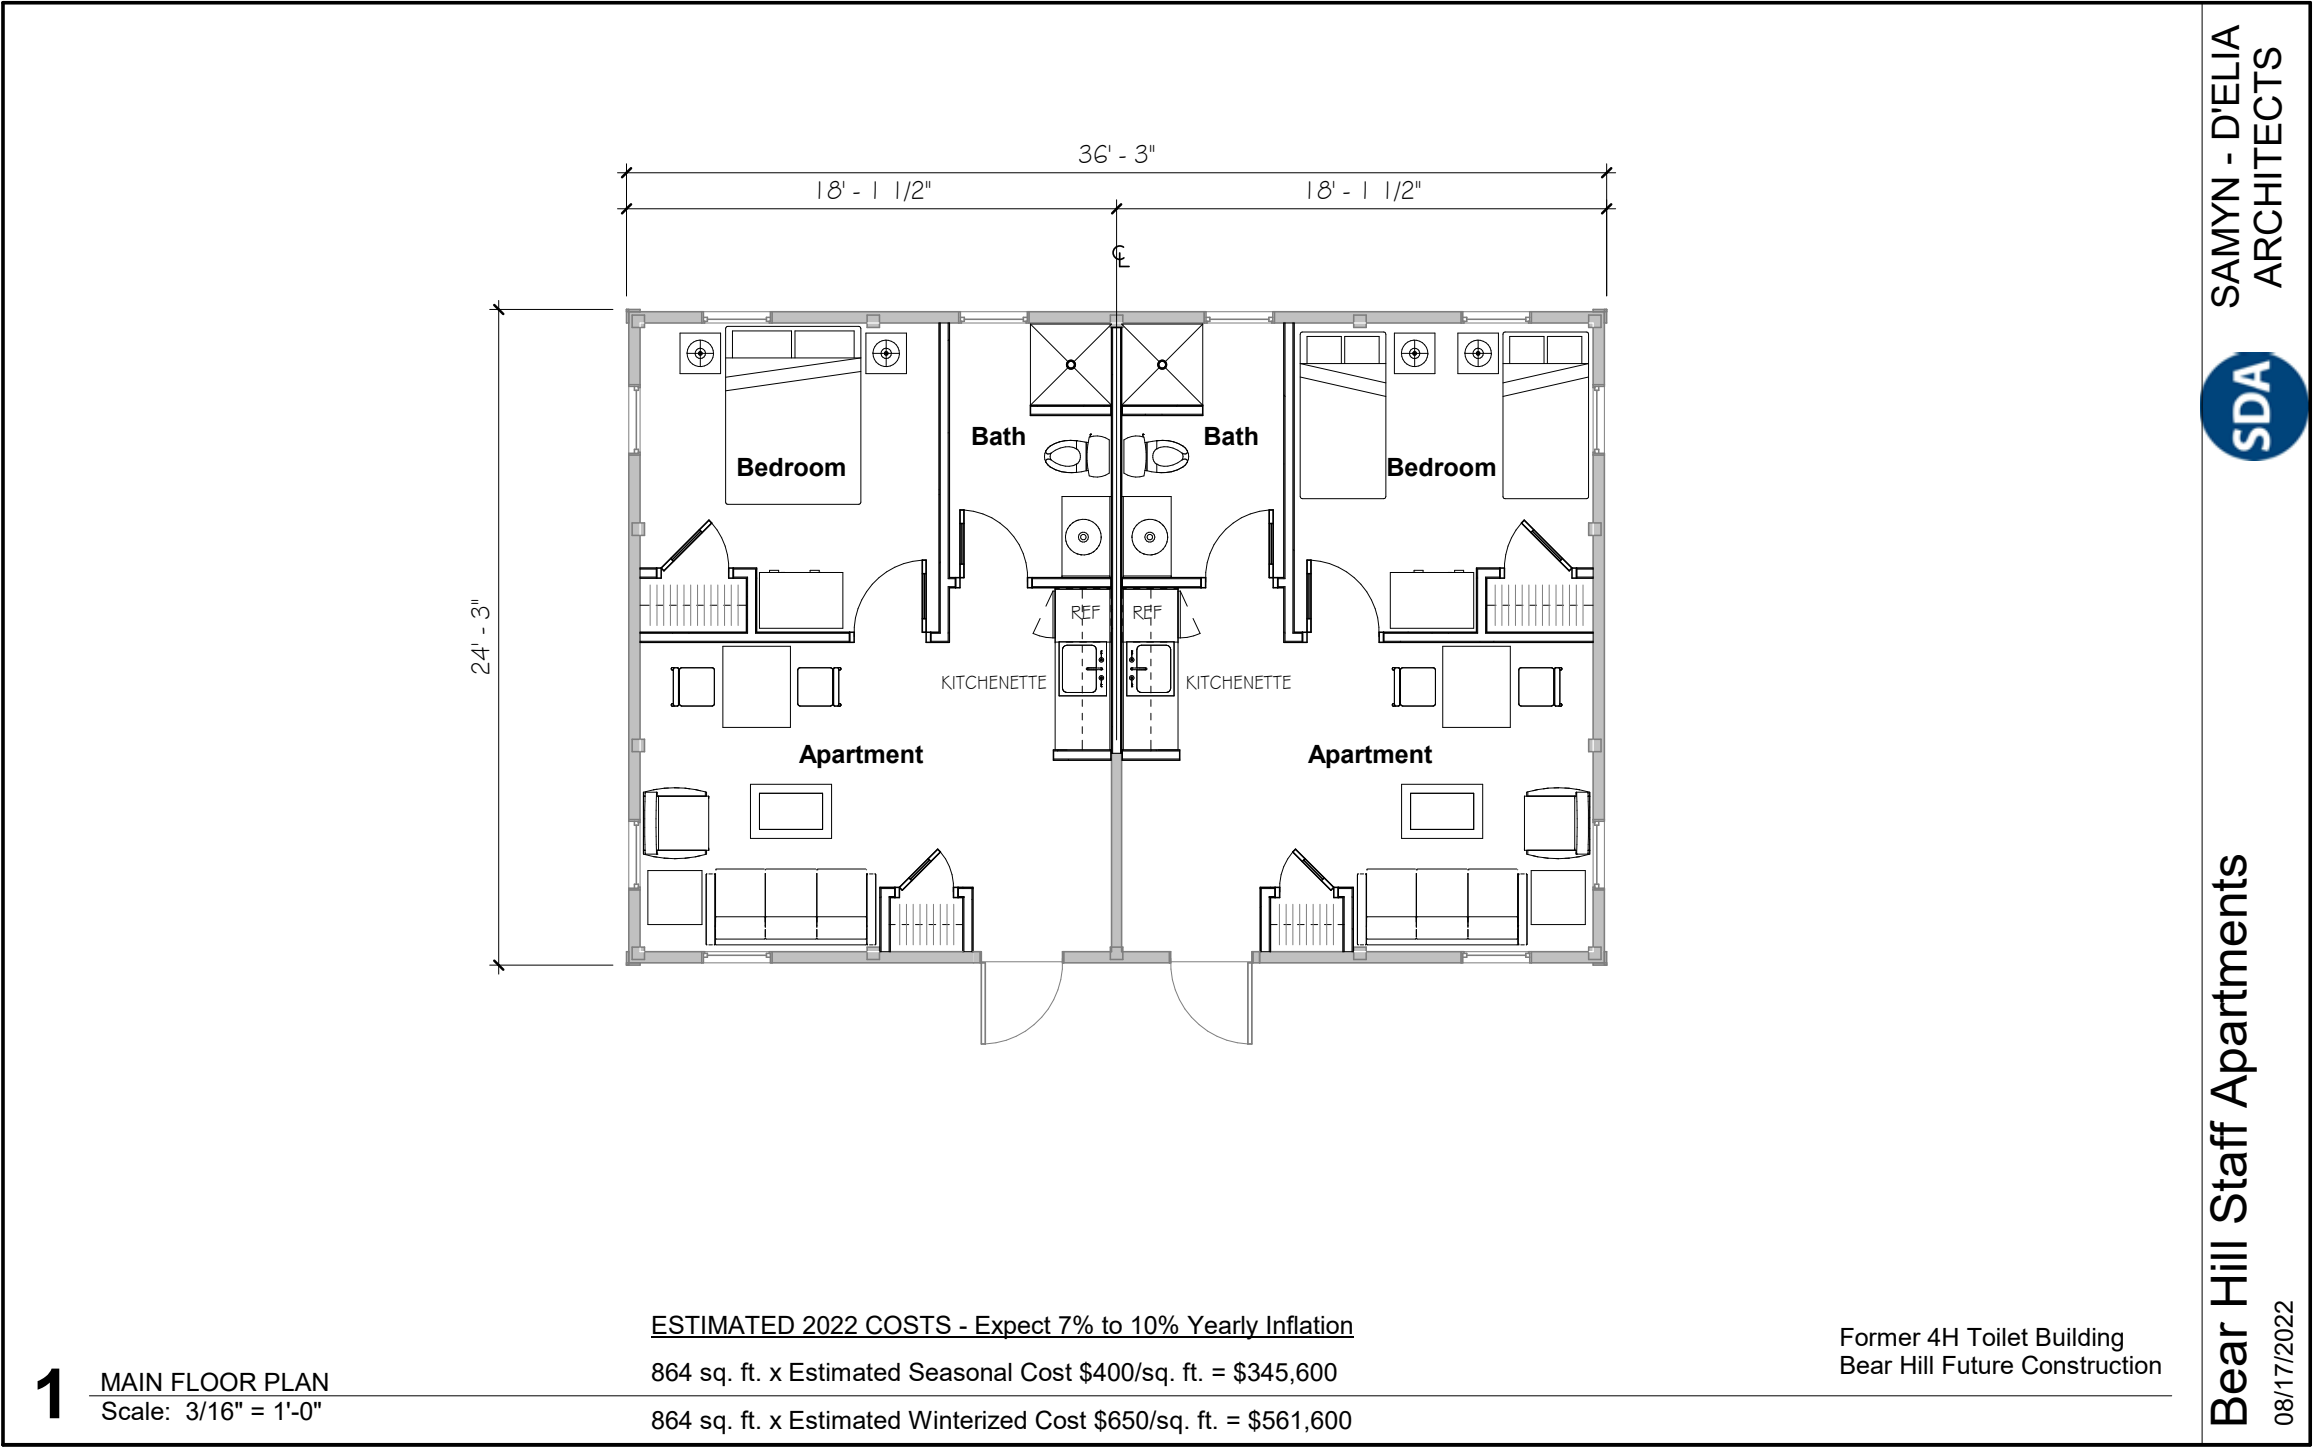 36' - 3"
18' - 1 1/2"
18' - 1 1/2"
℄
24' - 3"
Bath
Bath
Bedroom
Bedroom
REF
REF
KITCHENETTE
KITCHENETTE
Apartment
Apartment
ESTIMATED 2022 COSTS - Expect 7% to 10% Yearly Inflation
864 sq. ft. x Estimated Seasonal Cost $400/sq. ft. = $345,600
864 sq. ft. x Estimated Winterized Cost $650/sq. ft. = $561,600
1
MAIN FLOOR PLAN
Scale: 3/16" = 1'-0"
Former 4H Toilet Building
Bear Hill Future Construction
SAMYN - D'ELIA
ARCHITECTS
SDA
Bear Hill Staff Apartments
08/17/2022